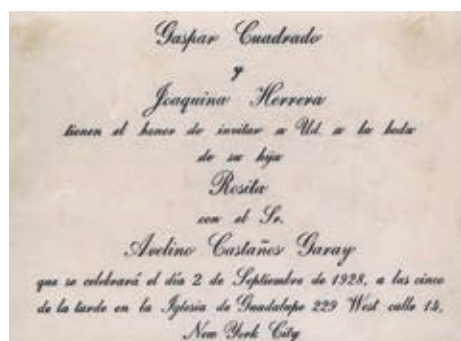 Gaspar Cuadrado
y
Joaquina Herrera
tienen el honor de invitar a Ud. a la boda
de su hija
Rosita
con el Sr.
Avelino Castaños Garay
que se celebrará el día 2 de Septiembre de 1928, a las cinco
de la tarde en la Iglesia de Guadalupe 229 West calle 14,
New York City